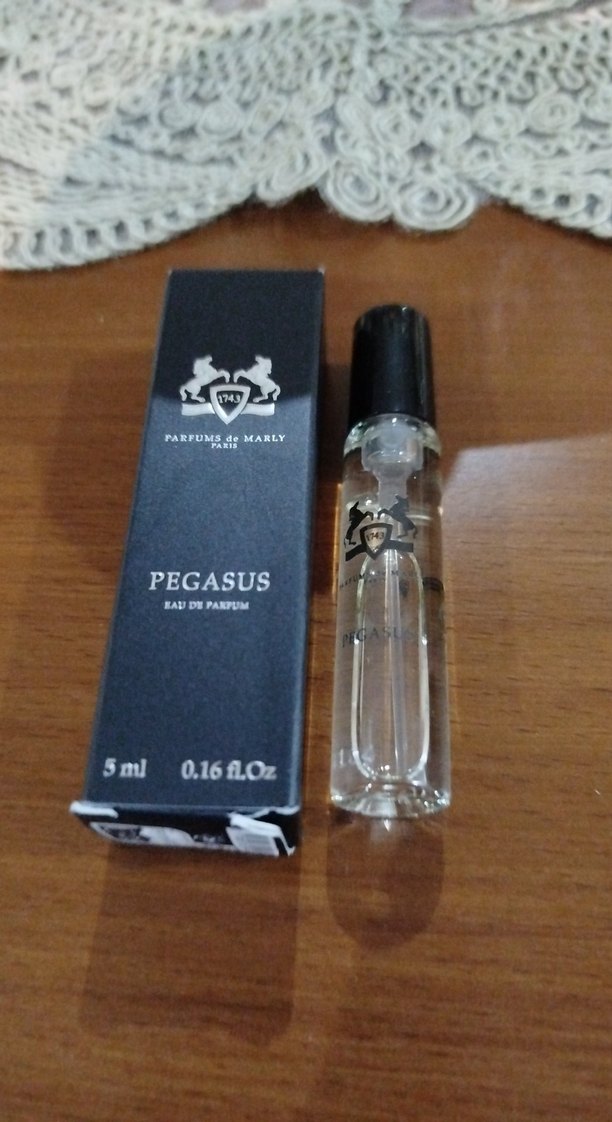 1743
PARFUMS de MARLY
PARIS
PEGASUS
EAU DE PARFUM
5 ml 0.16 fl.Oz
1743
PEGASUS